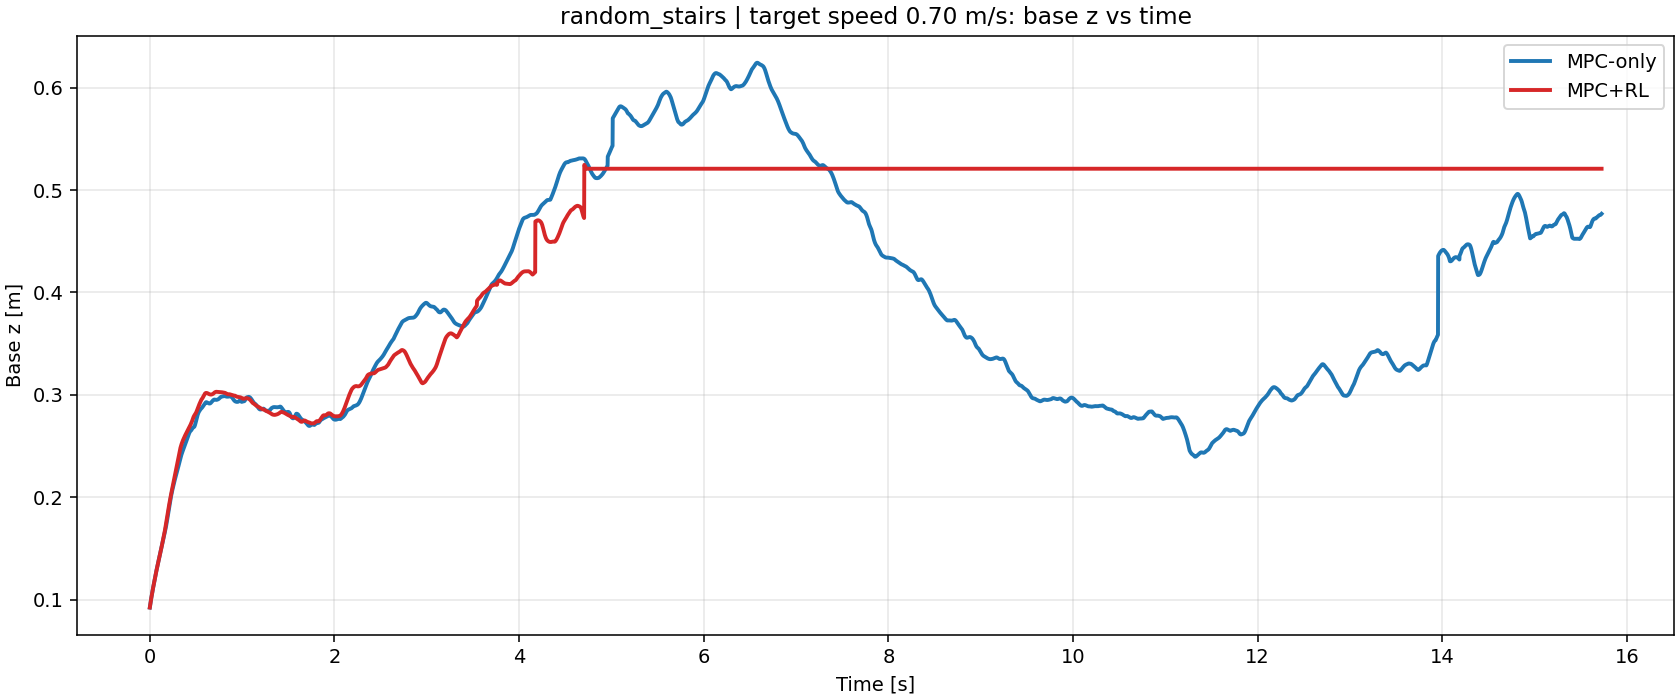 random_stairs | target speed 0.70 m/s: base z vs time
MPC-only
MPC+RL
Base z [m]
0.6
0.5
0.4
0.3
0.2
0.1
0 2 4 6 8 10 12 14 16
Time [s]